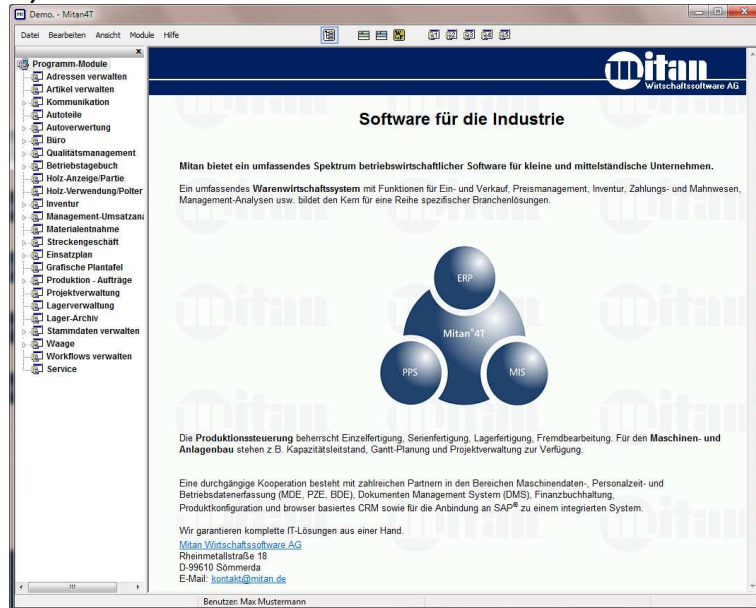 Demo. - Mitan4T
Datei Bearbeiten Ansicht Module Hilfe
Programm-Module
Adressen verwalten
Artikel verwalten
Kommunikation
Autoteile
Autoverwertung
Büro
Qualitätsmanagement
Betriebstagebuch
Holz-Anzeige/Partie
Holz-Verwendung/Polter
Inventur
Management-Umsatzana
Materialentnahme
Streckengeschäft
Einsatzplan
Grafische Plantafel
Produktion - Aufträge
Projektverwaltung
Lagerverwaltung
Lager-Archiv
Stammdaten verwalten
Waage
Workflows verwalten
Service
mitan
Wirtschaftssoftware AG
Software für die Industrie
Mitan bietet ein umfassendes Spektrum betriebswirtschaftlicher Software für kleine und mittelständische Unternehmen.
Ein umfassendes Warenwirtschaftssystem mit Funktionen für Ein- und Verkauf, Preismanagement, Inventur, Zahlungs- und Mahnwesen,
Management-Analysen usw. bildet den Kern für eine Reihe spezifischer Branchenlösungen.
ERP
Mitan®4T
PPS
MIS
Die Produktionssteuerung beherrscht Einzelfertigung, Serienfertigung, Lagerfertigung, Fremdbearbeitung. Für den Maschinen- und
Anlagenbau stehen z.B. Kapazitätsleitstand, Gantt-Planung und Projektverwaltung zur Verfügung.
Eine durchgängige Kooperation besteht mit zahlreichen Partnern in den Bereichen Maschinendaten-, Personalzeit- und
Betriebsdatenerfassung (MDE, PZE, BDE), Dokumenten Management System (DMS), Finanzbuchhaltung,
Produktkonfiguration und browser basiertes CRM sowie für die Anbindung an SAP® zu einem integrierten System.
Wir garantieren komplette IT-Lösungen aus einer Hand.
Mitan Wirtschaftssoftware AG
Rheinmetallstraße 18
D-99610 Sömmerda
E-Mail: kontakt@mitan.de
Benutzer: Max Mustermann